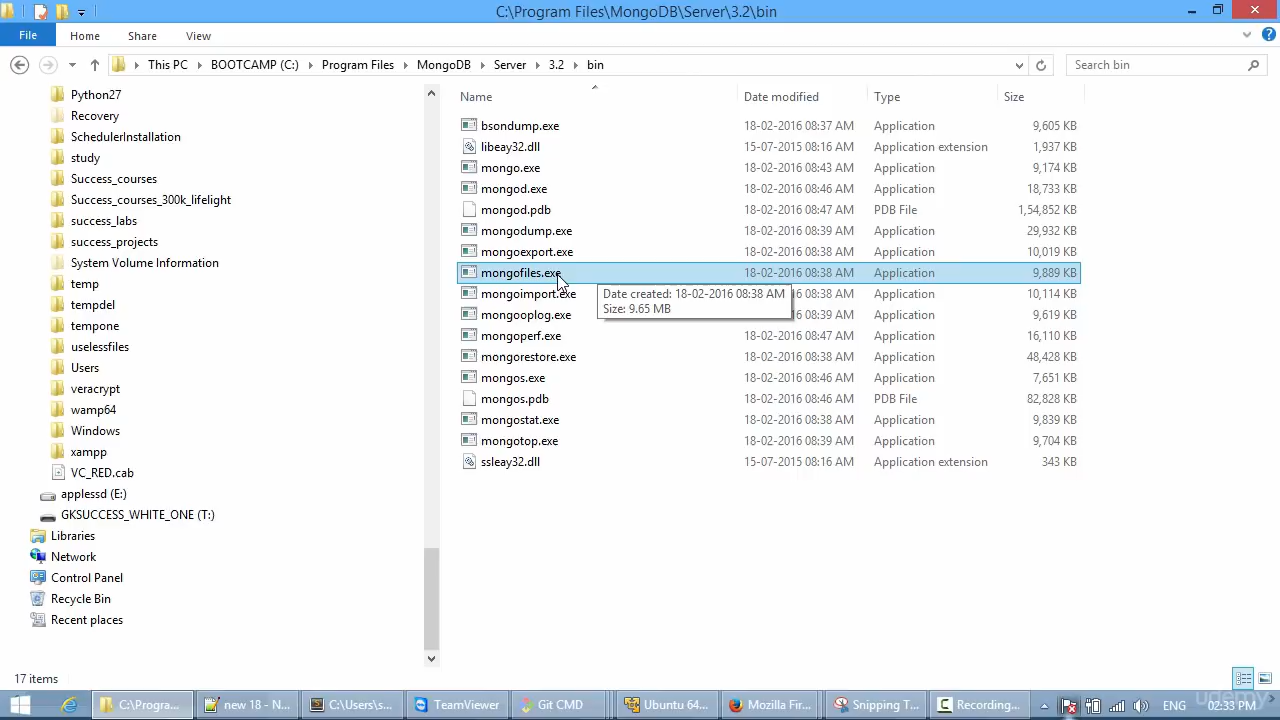 C:\Program Files\MongoDB\Server\3.2\bin
File Home Share View
This PC BOOTCAMP (C:) Program Files MongoDB Server 3.2 bin Search bin
Name Date modified Type Size
Python27
Recovery
SchedulerInstallation
study
Success_courses
Success_courses_300k_lifelight
success_labs
success_projects
System Volume Information
temp
tempdel
tempone
uselessfiles
Users
veracrypt
wamp64
Windows
xampp
VC_RED.cab
applessd (E:)
GKSUCCESS_WHITE_ONE (T:)
Libraries
Network
Control Panel
Recycle Bin
Recent places
bsondump.exe 18-02-2016 08:37 AM Application 9,605 KB
libeay32.dll 15-07-2015 08:16 AM Application extension 1,937 KB
mongo.exe 18-02-2016 08:43 AM Application 9,174 KB
mongod.exe 18-02-2016 08:46 AM Application 18,733 KB
mongod.pdb 18-02-2016 08:47 AM PDB File 1,54,852 KB
mongodump.exe 18-02-2016 08:39 AM Application 29,932 KB
mongoexport.exe 18-02-2016 08:38 AM Application 10,019 KB
mongofiles.exe 18-02-2016 08:38 AM Application 9,889 KB
mongoimport.exe 08:38 AM Application 10,114 KB
mongooplog.exe 08:39 AM Application 9,619 KB
Date created: 18-02-2016 08:38 AM
Size: 9.65 MB
mongoperf.exe 18-02-2016 08:47 AM Application 16,110 KB
mongorestore.exe 18-02-2016 08:38 AM Application 48,428 KB
mongos.exe 18-02-2016 08:46 AM Application 7,651 KB
mongos.pdb 18-02-2016 08:46 AM PDB File 82,828 KB
mongostat.exe 18-02-2016 08:38 AM Application 9,839 KB
mongotop.exe 18-02-2016 08:39 AM Application 9,704 KB
ssleay32.dll 15-07-2015 08:16 AM Application extension 343 KB
17 items
udemy
C:\Progra... new 18 - N... C:\Users\s... TeamViewer Git CMD Ubuntu 64... Mozilla Fir... Snipping T... Recording... ENG 02:33 PM